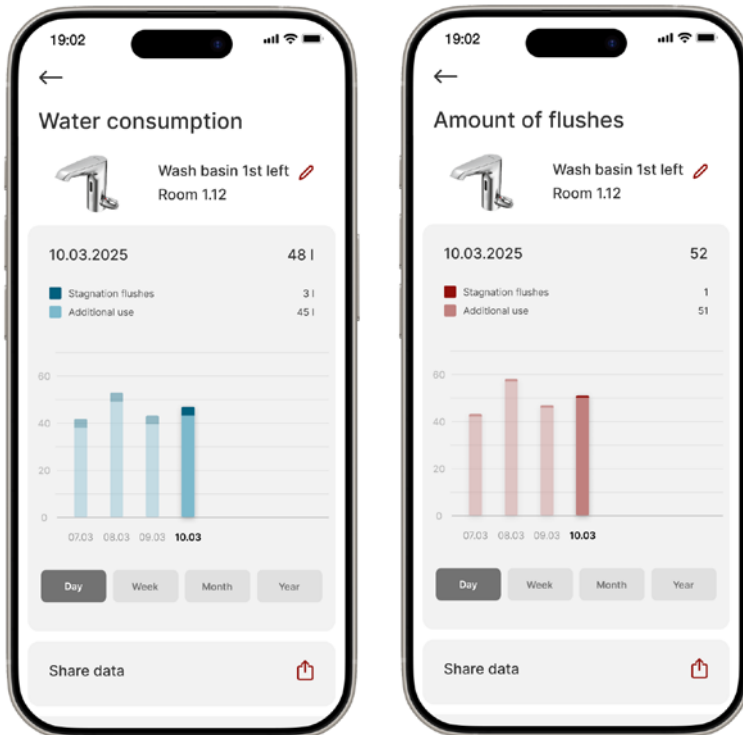 19:02
Water consumption
Wash basin 1st left
Room 1.12
10.03.2025 48 l
Stagnation flushes 3 l
Additional use 45 l
60
40
20
0
07.03 08.03 09.03 10.03
Day Week Month Year
Share data
19:02
Amount of flushes
Wash basin 1st left
Room 1.12
10.03.2025 52
Stagnation flushes 1
Additional use 51
60
40
20
0
07.03 08.03 09.03 10.03
Day Week Month Year
Share data